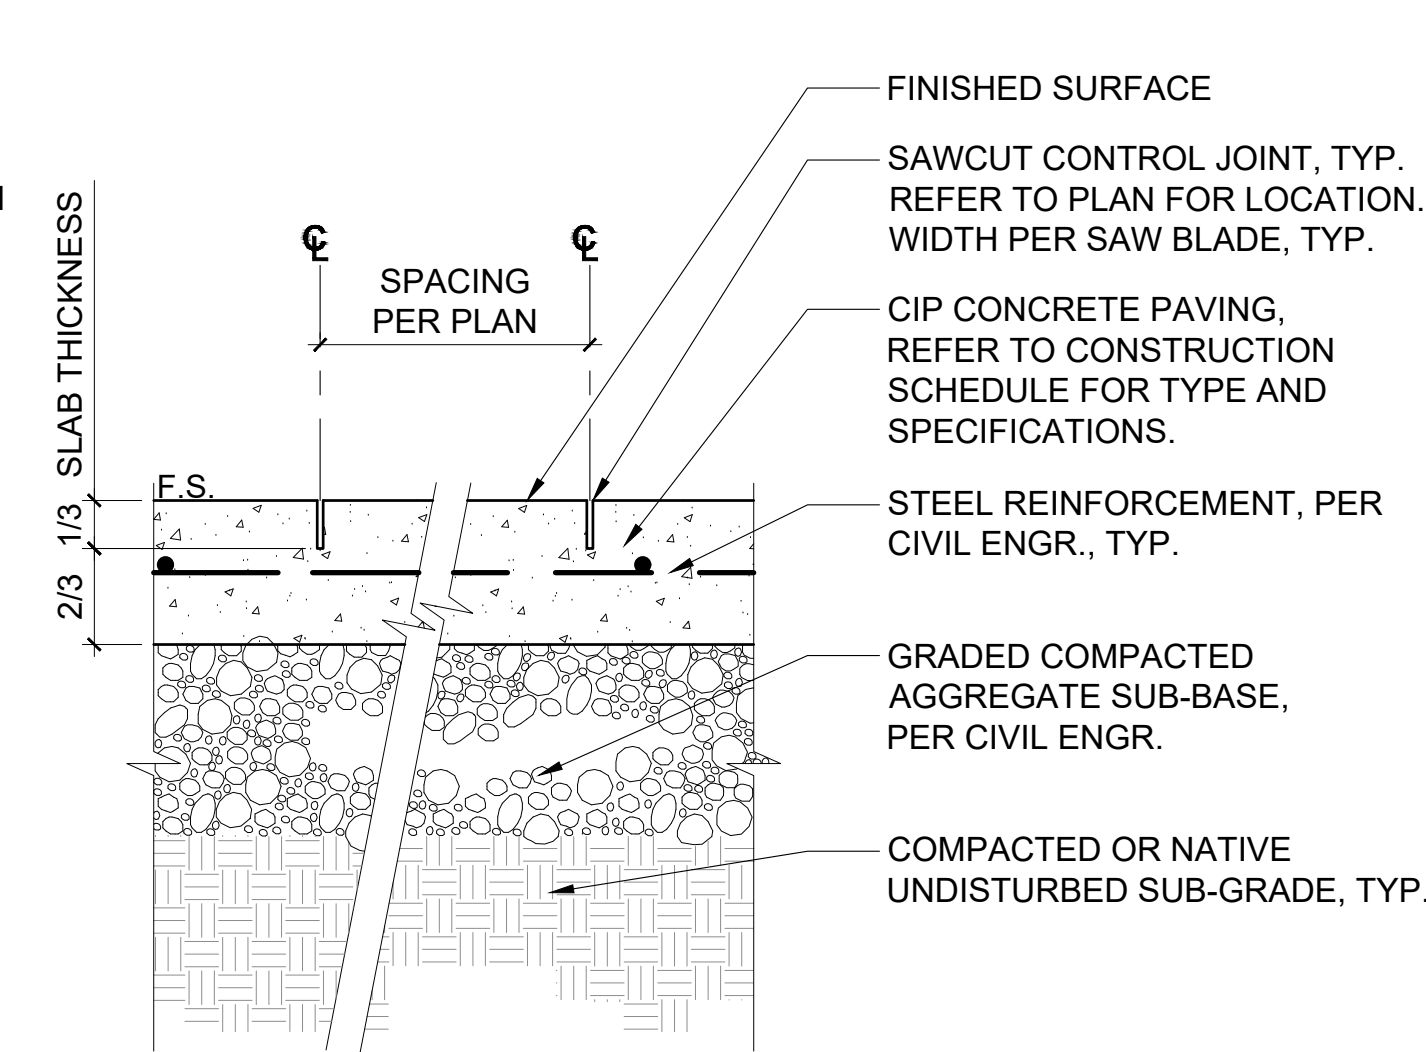 FINISHED SURFACE
SAWCUT CONTROL JOINT, TYP.
REFER TO PLAN FOR LOCATION.
WIDTH PER SAW BLADE, TYP.
CIP CONCRETE PAVING,
REFER TO CONSTRUCTION
SCHEDULE FOR TYPE AND
SPECIFICATIONS.
STEEL REINFORCEMENT, PER
CIVIL ENGR., TYP.
GRADED COMPACTED
AGGREGATE SUB-BASE,
PER CIVIL ENGR.
COMPACTED OR NATIVE
UNDISTURBED SUB-GRADE, TYP.
℄
℄
SPACING
PER PLAN
F.S.
SLAB THICKNESS
1/3
2/3